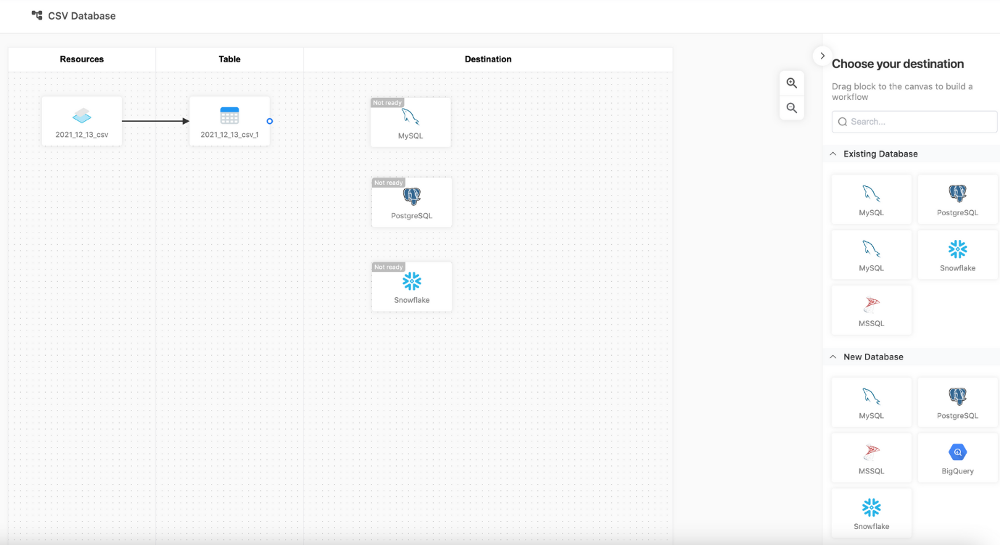 CSV Database
Resources
Table
Destination
2021_12_13_csv
2021_12_13_csv_1
Not ready
MySQL
Not ready
PostgreSQL
Not ready
Snowflake
Choose your destination
Drag block to the canvas to build a
workflow
Search...
Existing Database
MySQL
PostgreSQL
MySQL
Snowflake
MSSQL
New Database
MySQL
PostgreSQL
MSSQL
BigQuery
Snowflake